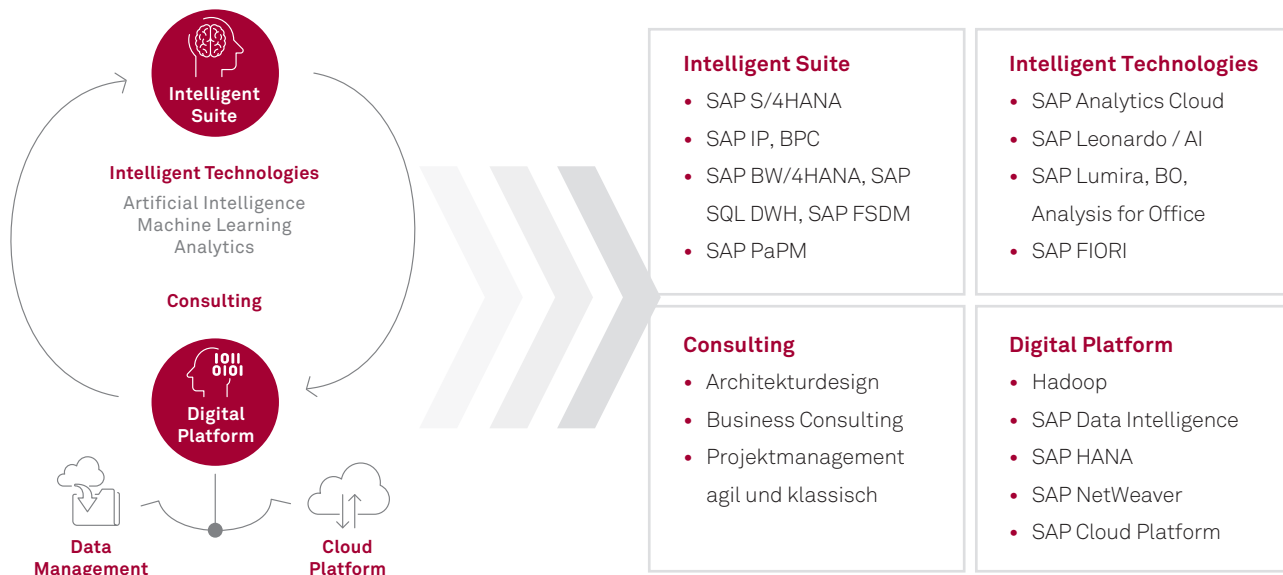 Intelligent
Suite
Intelligent Technologies
Artificial Intelligence
Machine Learning
Analytics
Consulting
1011
0101
Digital
Platform
Data
Management
Cloud
Platform
Intelligent Suite
• SAP S/4HANA
• SAP IP, BPC
• SAP BW/4HANA, SAP
SQL DWH, SAP FSDM
• SAP PaPM
Intelligent Technologies
• SAP Analytics Cloud
• SAP Leonardo / AI
• SAP Lumira, BO,
Analysis for Office
• SAP FIORI
Consulting
• Architekturdesign
• Business Consulting
• Projektmanagement
agil und klassisch
Digital Platform
• Hadoop
• SAP Data Intelligence
• SAP HANA
• SAP NetWeaver
• SAP Cloud Platform